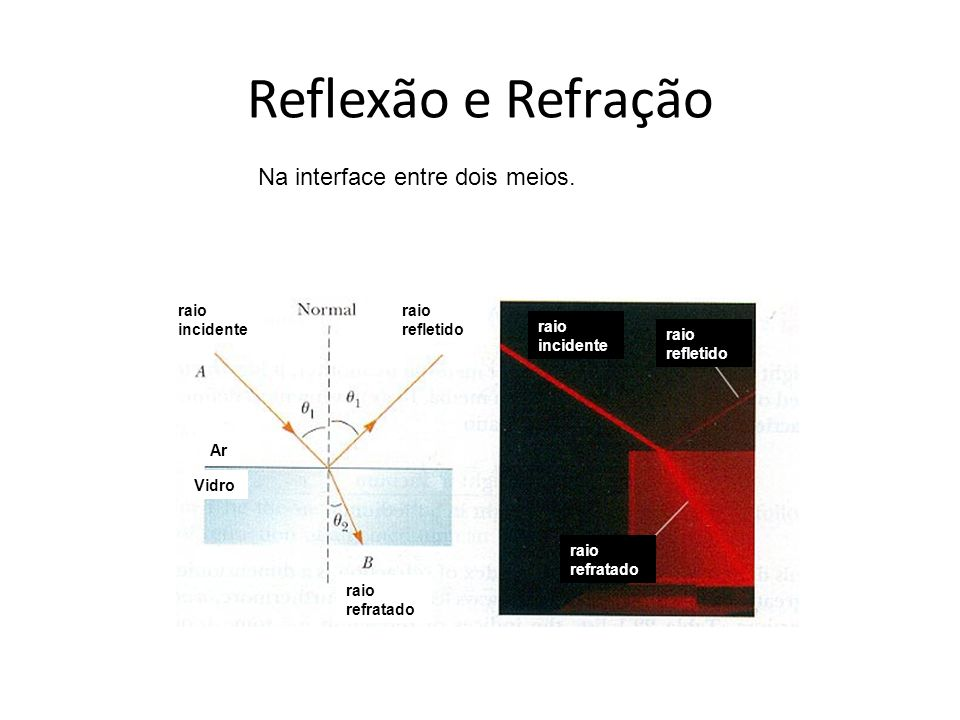 Reflexão e Refração
Na interface entre dois meios.
raio
incidente
Normal
raio
refletido
A
θ1
θ1
Ar
Vidro
θ2
B
raio
refratado
raio
incidente
raio
refletido
raio
refratado